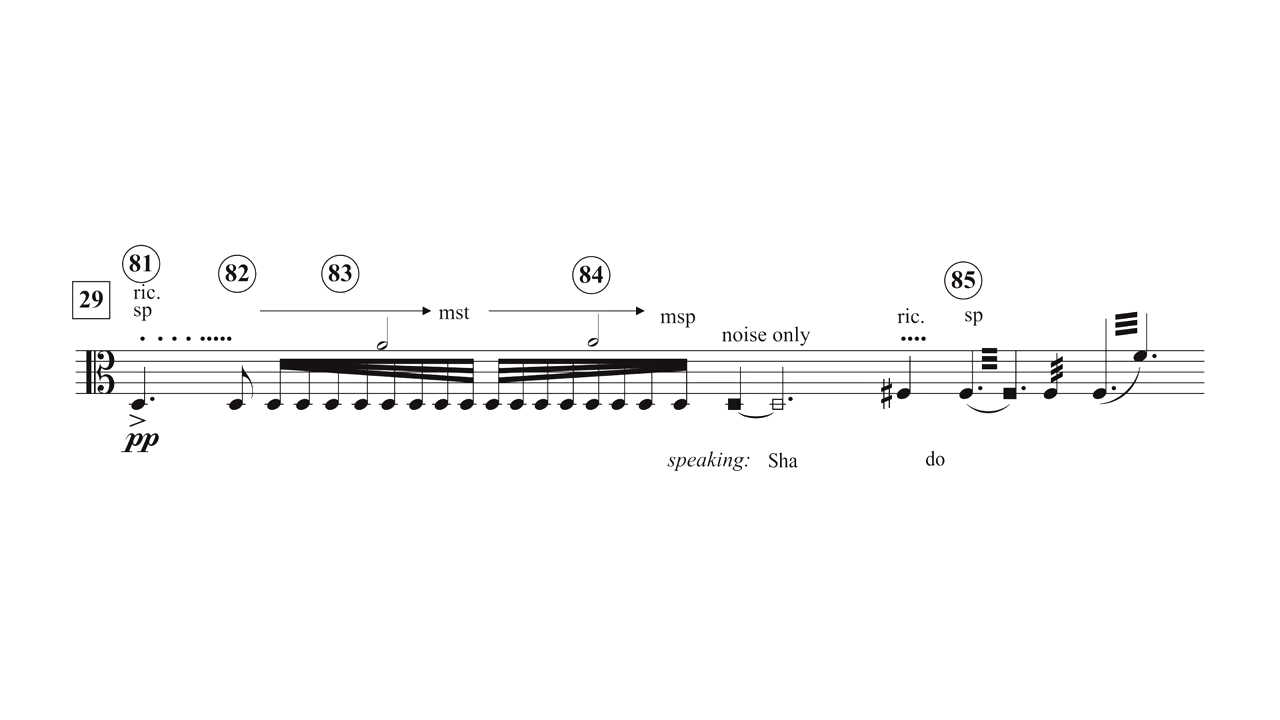 81 82 83 84 85
29 ric.
sp
mst msp ric. sp
noise only
pp
speaking: Sha do